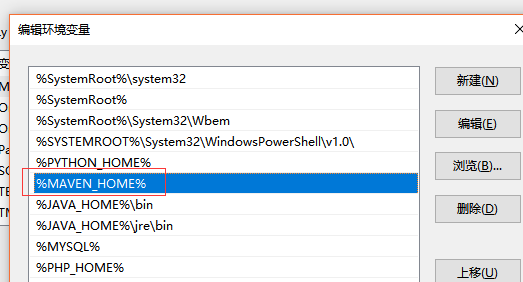 编辑环境变量
%SystemRoot%\system32
%SystemRoot%
%SystemRoot%\System32\Wbem
%SYSTEMROOT%\System32\WindowsPowerShell\v1.0\
%PYTHON_HOME%
%MAVEN_HOME%
%JAVA_HOME%\bin
%JAVA_HOME%\jre\bin
%MYSQL%
%PHP_HOME%
新建(N)
编辑(E)
浏览(B)...
删除(D)
上移(U)